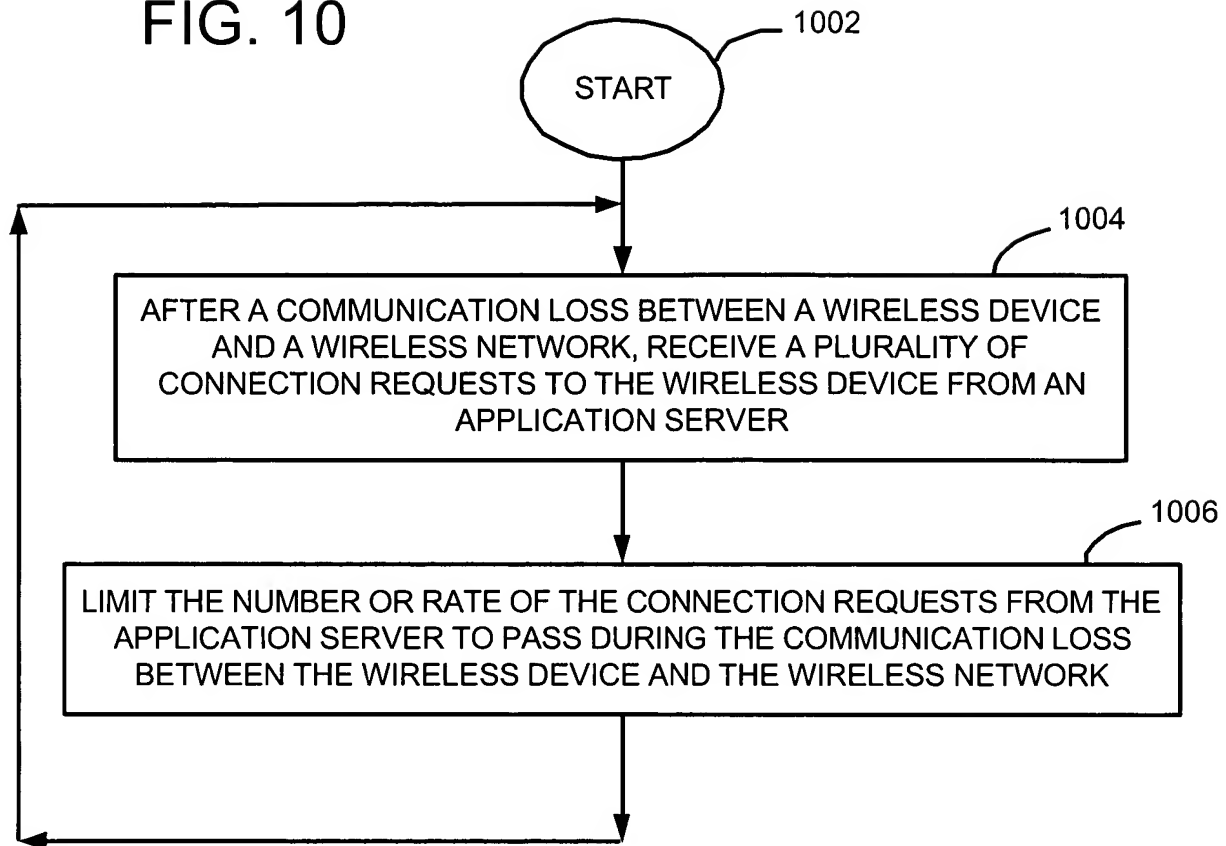 FIG. 10
1002
START
1004
AFTER A COMMUNICATION LOSS BETWEEN A WIRELESS DEVICE
AND A WIRELESS NETWORK, RECEIVE A PLURALITY OF
CONNECTION REQUESTS TO THE WIRELESS DEVICE FROM AN
APPLICATION SERVER
1006
LIMIT THE NUMBER OR RATE OF THE CONNECTION REQUESTS FROM THE
APPLICATION SERVER TO PASS DURING THE COMMUNICATION LOSS
BETWEEN THE WIRELESS DEVICE AND THE WIRELESS NETWORK